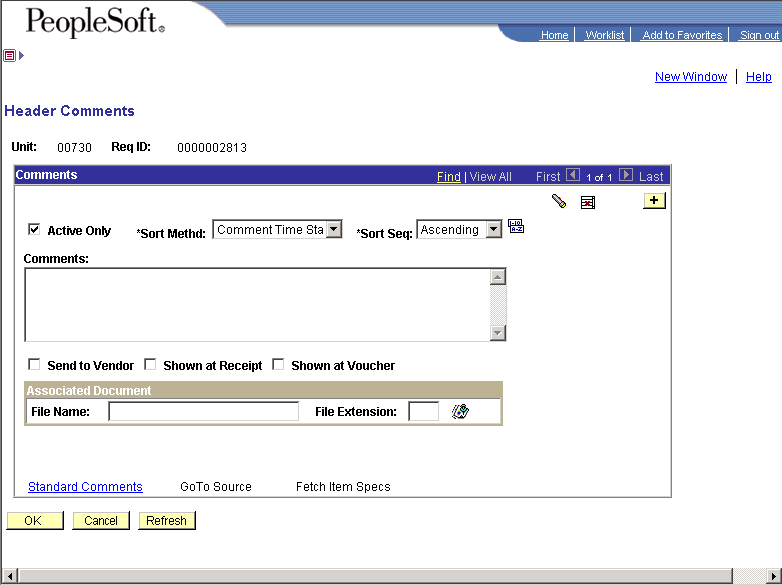 PeopleSoft®
Home | Worklist | Add to Favorites | Sign out
New Window | Help
Header Comments
Unit: 00730 Req ID: 0000002813
Comments Find | View All First 1 of 1 Last
+
Active Only *Sort Methd: Comment Time Sta *Sort Seq: Ascending
Comments:
Send to Vendor Shown at Receipt Shown at Voucher
Associated Document
File Name: File Extension:
Standard Comments GoTo Source Fetch Item Specs
OK Cancel Refresh